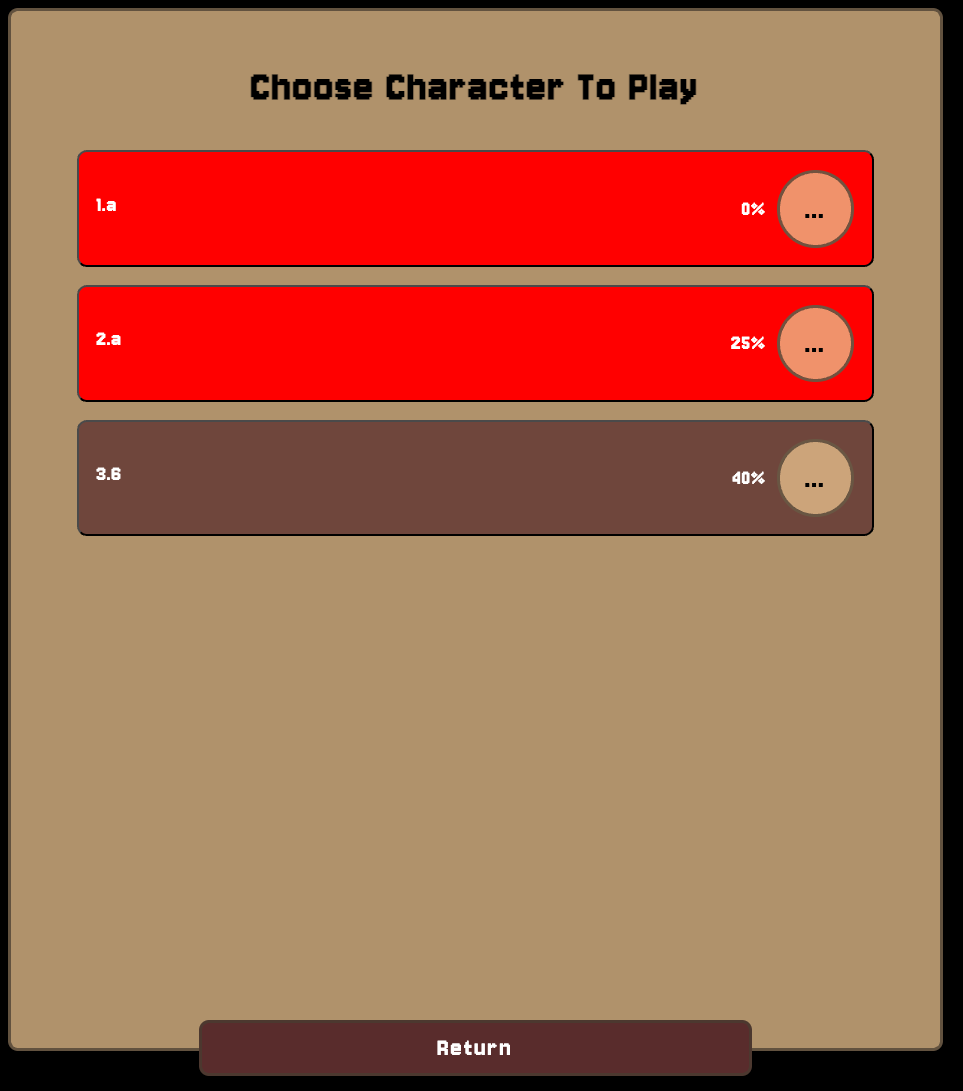 Choose Character To Play
1.a
0%
...
2.a
25%
...
3.6
40%
...
Return